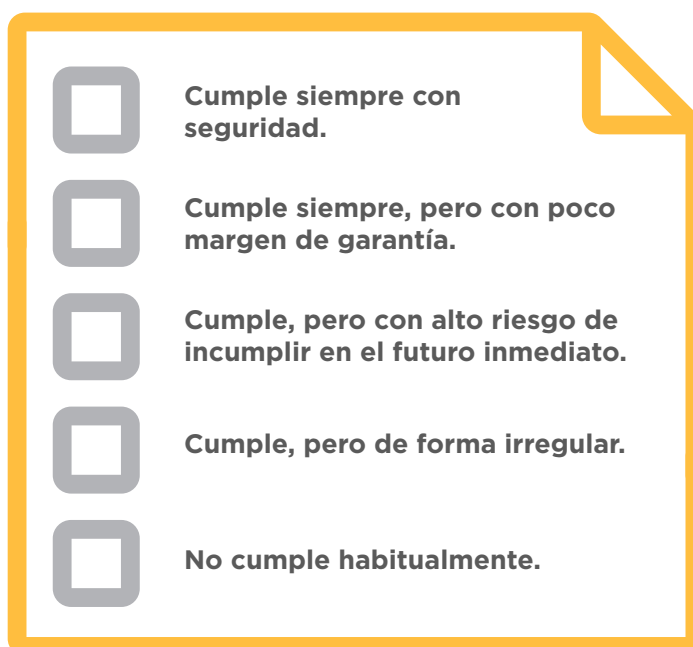 Cumple siempre con
seguridad.
Cumple siempre, pero con poco
margen de garantía.
Cumple, pero con alto riesgo de
incumplir en el futuro inmediato.
Cumple, pero de forma irregular.
No cumple habitualmente.